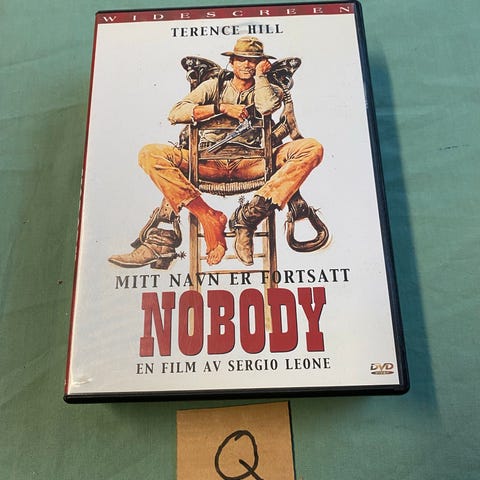 WIDESCREEN
TERENCE HILL
MITT NAVN ER FORTSATT
NOBODY
EN FILM AV SERGIO LEONE
DVD
Q